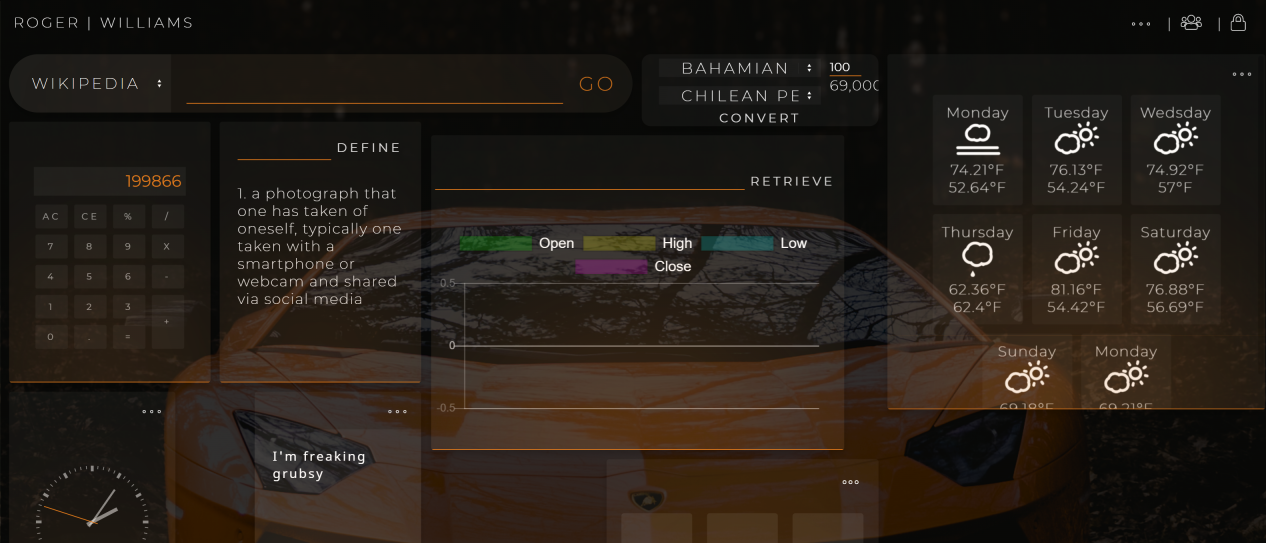 ROGER | WILLIAMS
WIKIPEDIA
GO
BAHAMIAN
100
CHILEAN PE
69,000
CONVERT
199866
AC CE % /
7 8 9 X
4 5 6 -
1 2 3
+
0 . =
DEFINE
1. a photograph that
one has taken of
oneself, typically one
taken with a
smartphone or
webcam and shared
via social media
RETRIEVE
Open High Low
Close
0.5
0
-0.5
Monday Tuesday Wedsday
74.21°F 76.13°F 74.92°F
52.64°F 54.24°F 57°F
Thursday Friday Saturday
62.36°F 81.16°F 76.88°F
62.4°F 54.42°F 56.69°F
Sunday Monday
69.18°F 69.21°F
I'm freaking
grubsy